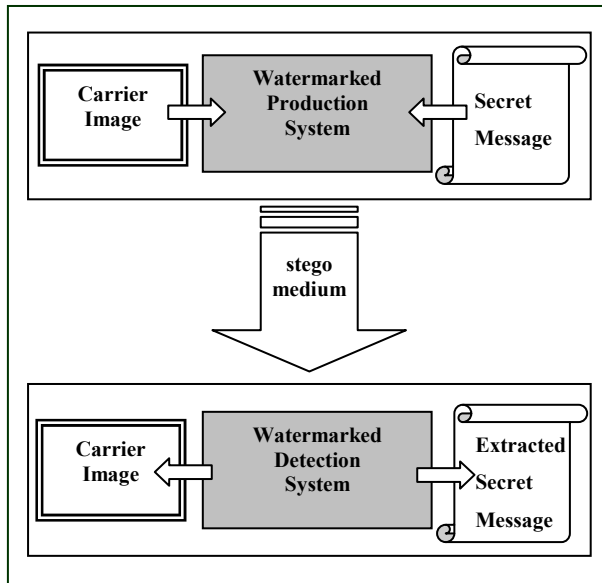 Carrier
Image
Watermarked
Production
System
Secret
Message
stego
medium
Carrier
Image
Watermarked
Detection
System
Extracted
Secret
Message